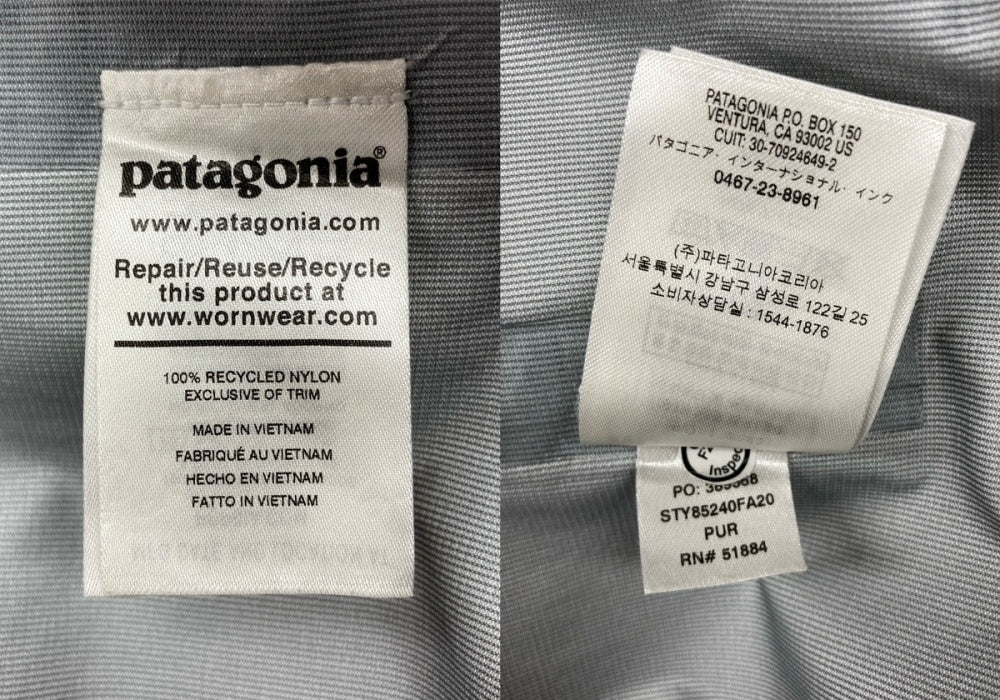 patagonia®
www.patagonia.com
Repair/Reuse/Recycle
this product at
www.wornwear.com
100% RECYCLED NYLON
EXCLUSIVE OF TRIM
MADE IN VIETNAM
FABRIQUÉ AU VIETNAM
HECHO EN VIETNAM
FATTO IN VIETNAM
PATAGONIA P.O. BOX 150
VENTURA, CA 93002 US
CUIT: 30-70924649-2
パタゴニア・インターナショナル・インク
0467-23-8961
(주)파타고니아코리아
서울특별시 강남구 삼성로 122길 25
소비자상담실 : 1544-1876
PO:
STY85240FA20
PUR
RN# 51884